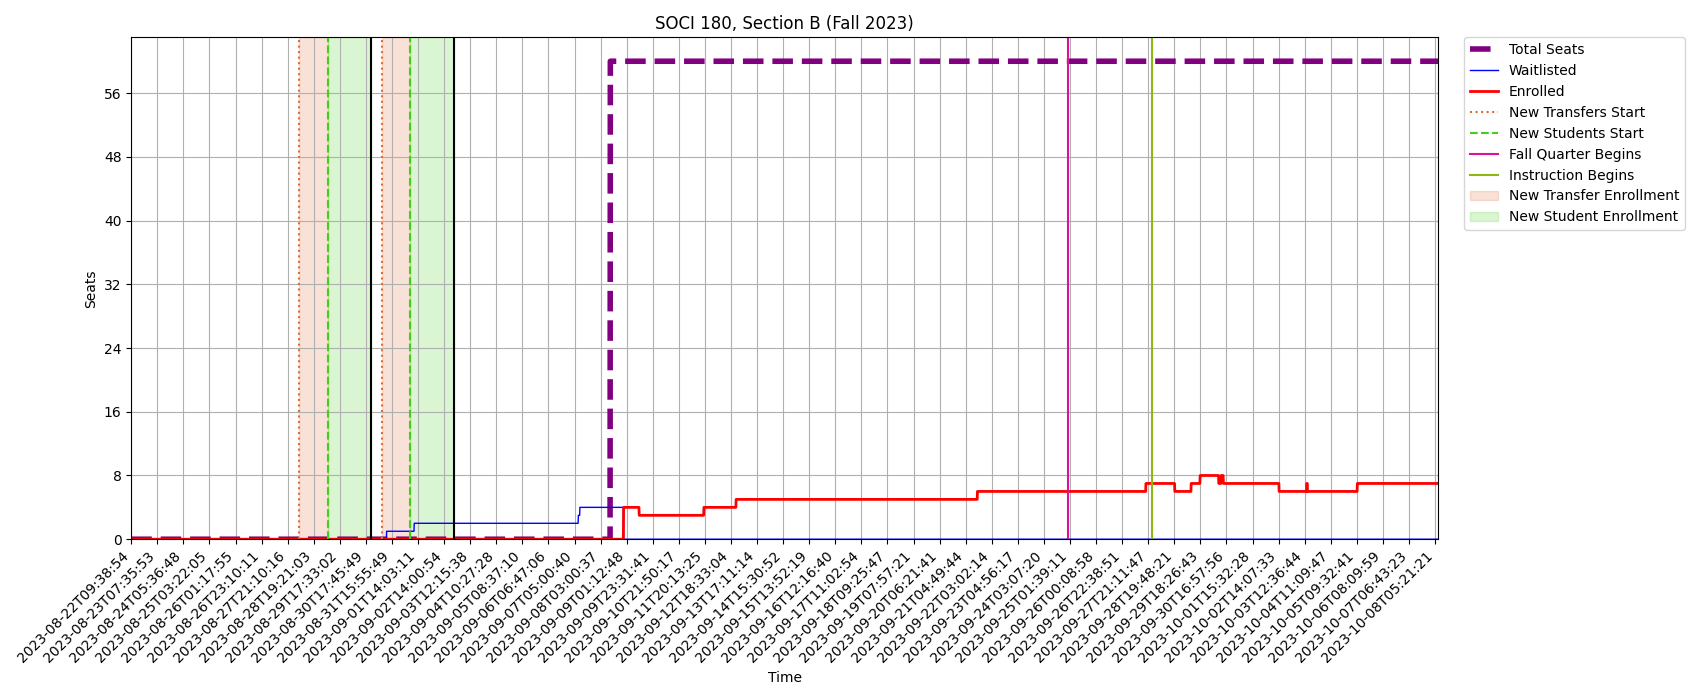 SOCI 180, Section B (Fall 2023)
Seats
56
48
40
32
24
16
8
0
2023-08-22T09:38:54
2023-08-23T07:35:53
2023-08-24T05:36:48
2023-08-25T03:22:05
2023-08-26T01:17:55
2023-08-26T23:10:11
2023-08-27T21:10:16
2023-08-28T19:21:03
2023-08-29T17:33:02
2023-08-30T17:45:49
2023-08-31T15:55:49
2023-09-01T14:03:11
2023-09-02T14:00:54
2023-09-03T12:15:38
2023-09-04T10:27:28
2023-09-05T08:37:10
2023-09-06T06:47:06
2023-09-07T05:00:40
2023-09-08T03:00:37
2023-09-09T01:12:48
2023-09-09T23:31:41
2023-09-10T21:50:17
2023-09-11T20:13:25
2023-09-12T18:33:04
2023-09-13T17:11:14
2023-09-14T15:30:52
2023-09-15T13:52:19
2023-09-16T12:16:40
2023-09-17T11:02:54
2023-09-18T09:25:47
2023-09-19T07:57:21
2023-09-20T06:21:41
2023-09-21T04:49:44
2023-09-22T03:02:14
2023-09-23T04:56:17
2023-09-24T03:07:20
2023-09-25T01:39:11
2023-09-26T00:08:58
2023-09-26T22:38:51
2023-09-27T21:11:47
2023-09-28T19:48:21
2023-09-29T18:26:43
2023-09-30T16:57:56
2023-10-01T15:32:28
2023-10-02T14:07:33
2023-10-03T12:36:44
2023-10-04T11:09:47
2023-10-05T09:32:41
2023-10-06T08:09:59
2023-10-07T06:43:23
2023-10-08T05:21:21
Time
Total Seats
Waitlisted
Enrolled
New Transfers Start
New Students Start
Fall Quarter Begins
Instruction Begins
New Transfer Enrollment
New Student Enrollment